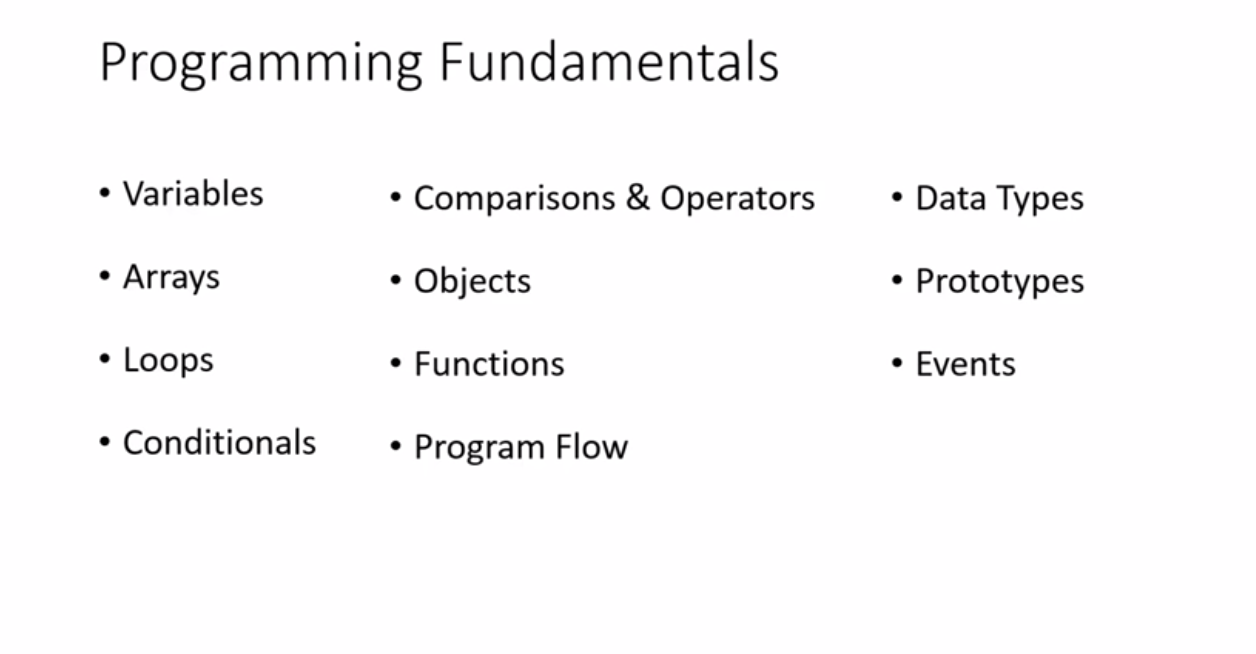 Programming Fundamentals
• Variables
• Arrays
• Loops
• Conditionals
• Comparisons & Operators
• Objects
• Functions
• Program Flow
• Data Types
• Prototypes
• Events